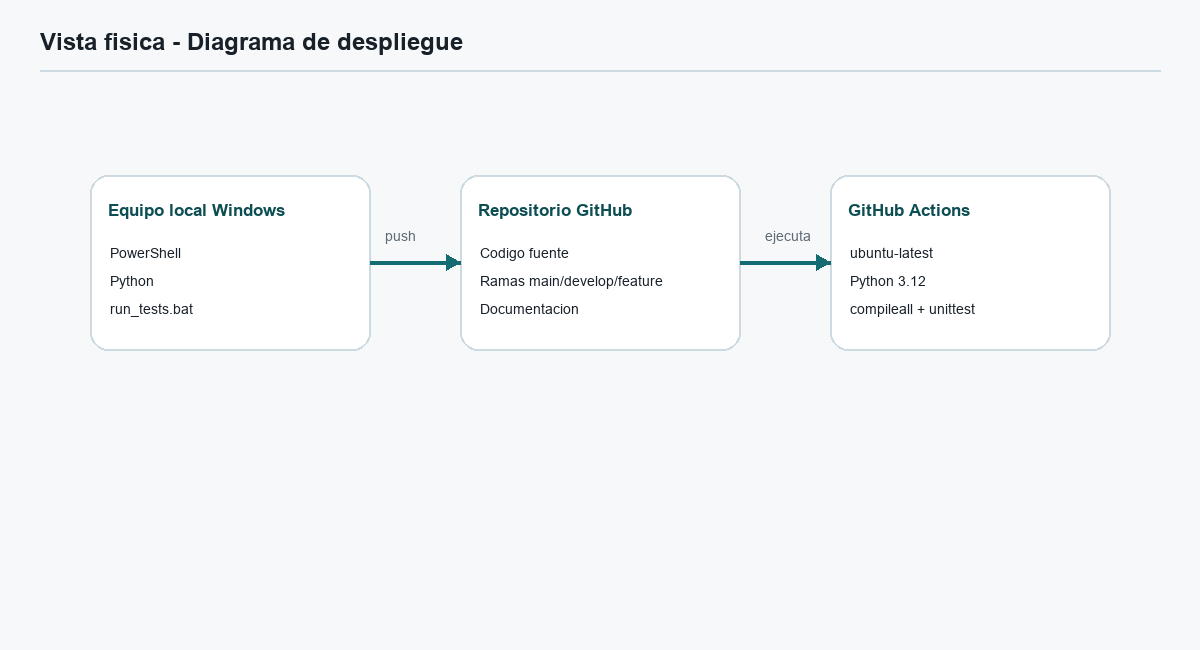 Vista fisica - Diagrama de despliegue
Equipo local Windows
PowerShell
Python
run_tests.bat
push
Repositorio GitHub
Codigo fuente
Ramas main/develop/feature
Documentacion
ejecuta
GitHub Actions
ubuntu-latest
Python 3.12
compileall + unittest